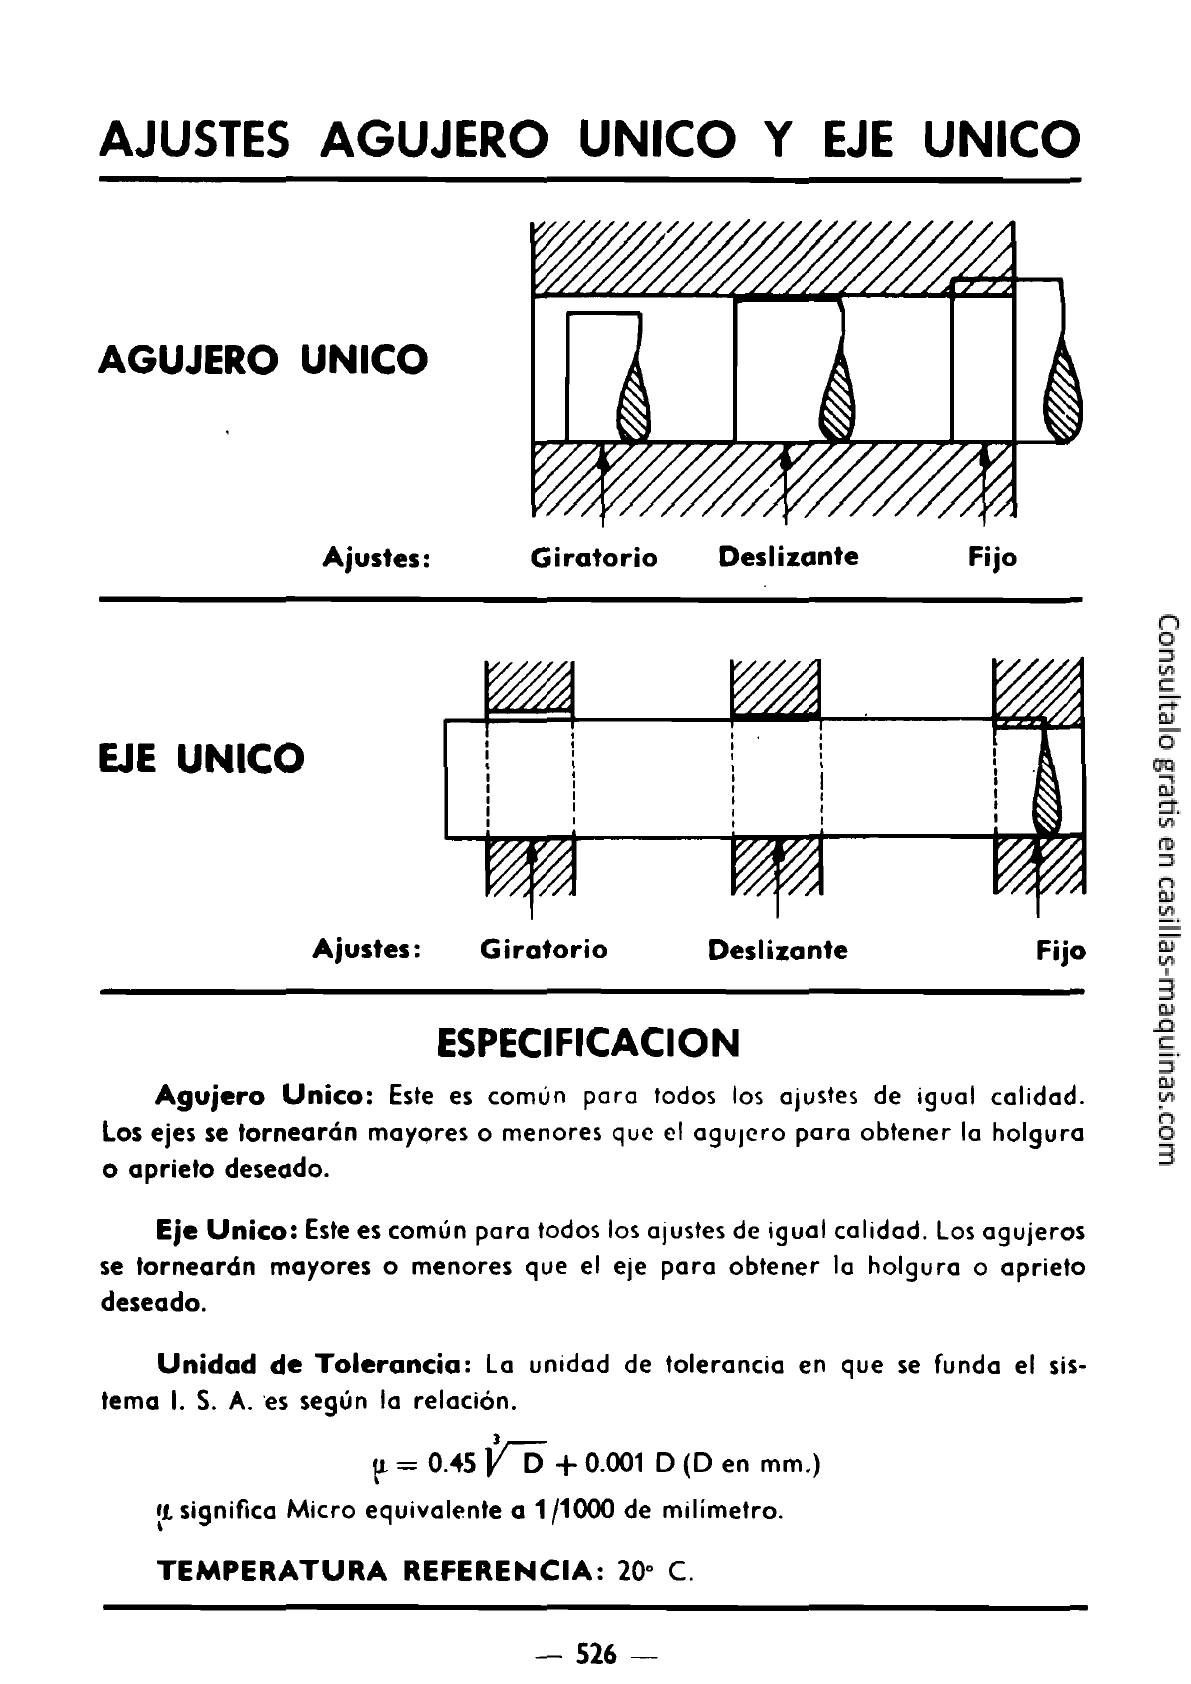 AJUSTES AGUJERO UNICO Y EJE UNICO
AGUJERO UNICO
Ajustes: Giratorio Deslizante Fijo
EJE UNICO
Ajustes: Giratorio Deslizante Fijo
ESPECIFICACION
Agujero Unico: Este es común para todos los ajustes de igual calidad.
Los ejes se tornearán mayores o menores que el agujero para obtener la holgura
o aprieto deseado.
Eje Unico: Este es común para todos los ajustes de igual calidad. Los agujeros
se tornearán mayores o menores que el eje para obtener la holgura o aprieto
deseado.
Unidad de Tolerancia: La unidad de tolerancia en que se funda el sis-
tema I. S. A. es según la relación.
μ = 0.45 ∛D + 0.001 D (D en mm.)
μ significa Micro equivalente a 1/1000 de milímetro.
TEMPERATURA REFERENCIA: 20° C.
— 526 —
Consultalo gratis en casillas-maquinas.com